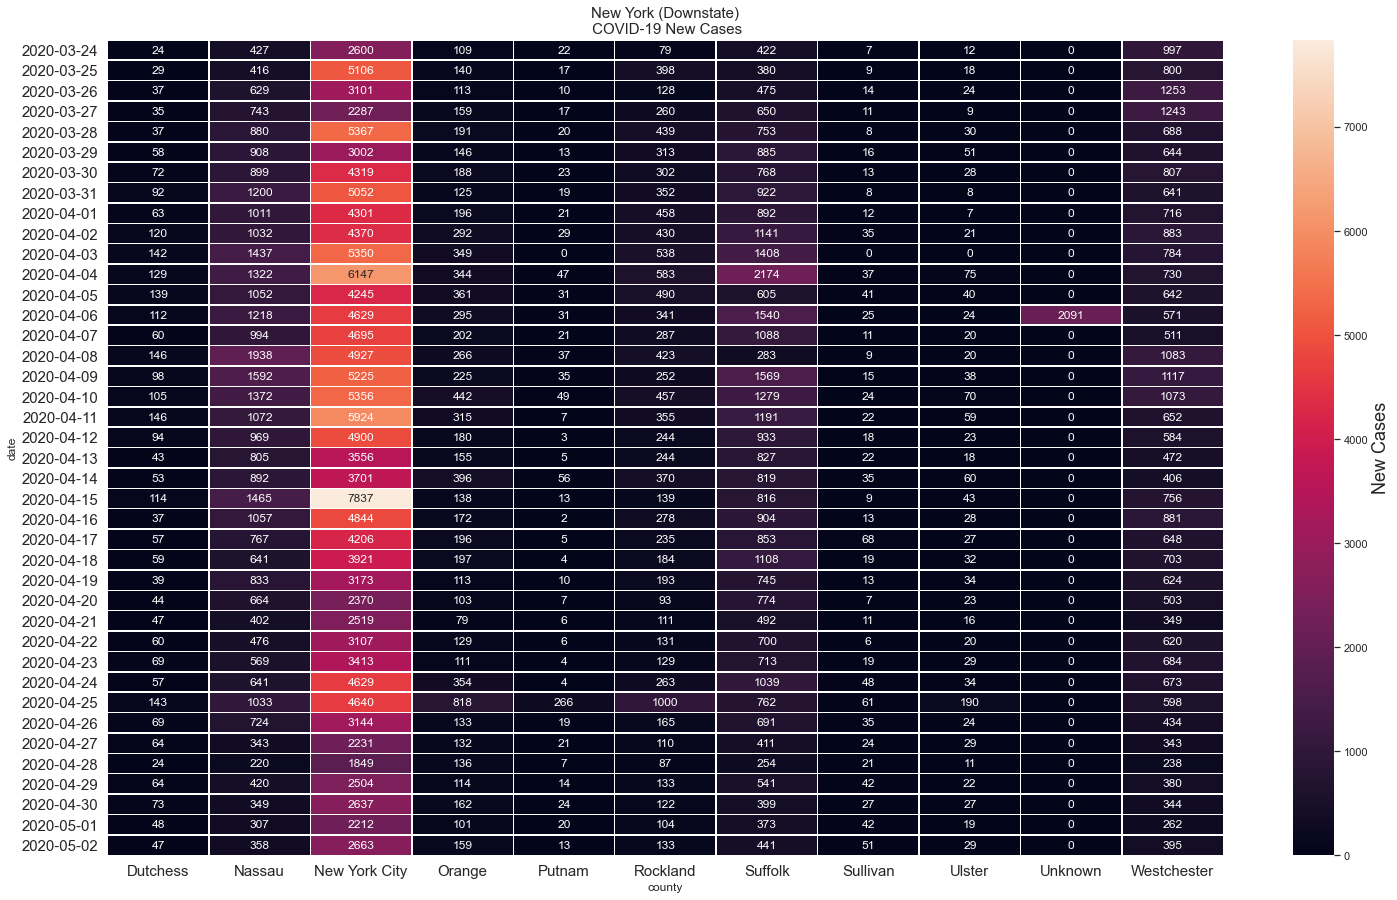 New York (Downstate)
COVID-19 New Cases
2020-03-24 24 427 2600 109 22 79 422 7 12 0 997
2020-03-25 29 416 5106 140 17 398 380 9 18 0 800
2020-03-26 37 629 3101 113 10 128 475 14 24 0 1253
2020-03-27 35 743 2287 159 17 260 650 11 9 0 1243
2020-03-28 37 880 5367 191 20 439 753 8 30 0 688
2020-03-29 58 908 3002 146 13 313 885 16 51 0 644
2020-03-30 72 899 4319 188 23 302 768 13 28 0 807
2020-03-31 92 1200 5052 125 19 352 922 8 8 0 641
2020-04-01 63 1011 4301 196 21 458 892 12 7 0 716
2020-04-02 120 1032 4370 292 29 430 1141 35 21 0 883
2020-04-03 142 1437 5350 349 0 538 1408 0 0 0 784
2020-04-04 129 1322 6147 344 47 583 2174 37 75 0 730
2020-04-05 139 1052 4245 361 31 490 605 41 40 0 642
2020-04-06 112 1218 4629 295 31 341 1540 25 24 2091 571
2020-04-07 60 994 4695 202 21 287 1088 11 20 0 511
2020-04-08 146 1938 4927 266 37 423 283 9 20 0 1083
2020-04-09 98 1592 5225 225 35 252 1569 15 38 0 1117
2020-04-10 105 1372 5356 442 49 457 1279 24 70 0 1073
2020-04-11 146 1072 5924 315 7 355 1191 22 59 0 652
2020-04-12 94 969 4900 180 3 244 933 18 23 0 584
2020-04-13 43 805 3556 155 5 244 827 22 18 0 472
2020-04-14 53 892 3701 396 56 370 819 35 60 0 406
2020-04-15 114 1465 7837 138 13 139 816 9 43 0 756
2020-04-16 37 1057 4844 172 2 278 904 13 28 0 881
2020-04-17 57 767 4206 196 5 235 853 68 27 0 648
2020-04-18 59 641 3921 197 4 184 1108 19 32 0 703
2020-04-19 39 833 3173 113 10 193 745 13 34 0 624
2020-04-20 44 664 2370 103 7 93 774 7 23 0 503
2020-04-21 47 402 2519 79 6 111 492 11 16 0 349
2020-04-22 60 476 3107 129 6 131 700 6 20 0 620
2020-04-23 69 569 3413 111 4 129 713 19 29 0 684
2020-04-24 57 641 4629 354 4 263 1039 48 34 0 673
2020-04-25 143 1033 4640 818 266 1000 762 61 190 0 598
2020-04-26 69 724 3144 133 19 165 691 35 24 0 434
2020-04-27 64 343 2231 132 21 110 411 24 29 0 343
2020-04-28 24 220 1849 136 7 87 254 21 11 0 238
2020-04-29 64 420 2504 114 14 133 541 42 22 0 380
2020-04-30 73 349 2637 162 24 122 399 27 27 0 344
2020-05-01 48 307 2212 101 20 104 373 42 19 0 262
2020-05-02 47 358 2663 159 13 133 441 51 29 0 395
Dutchess Nassau New York City Orange Putnam Rockland Suffolk Sullivan Ulster Unknown Westchester
county
date
7000
6000
5000
4000
3000
2000
1000
0
New Cases